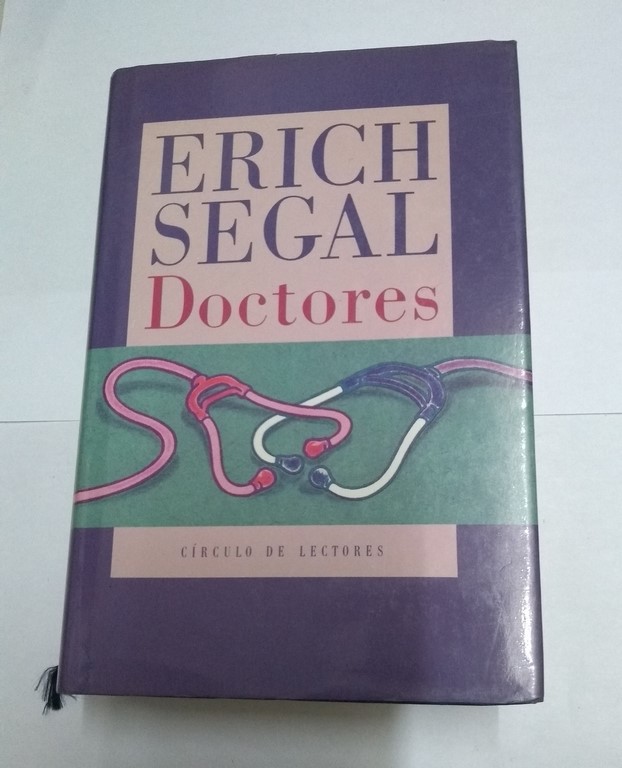 ERICH
SEGAL
Doctores
CÍRCULO DE LECTORES